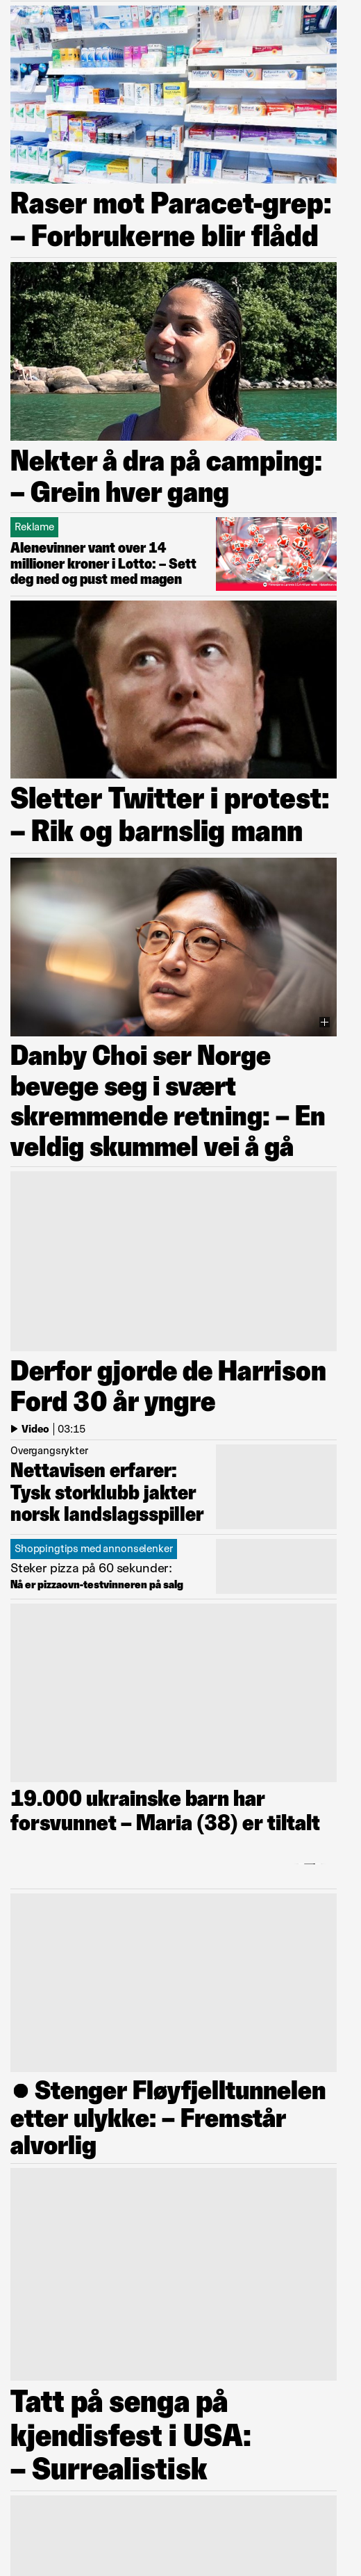 Raser mot Paracet-grep:
– Forbrukerne blir flådd
Nekter å dra på camping:
– Grein hver gang
Reklame
Alenevinner vant over 14
millioner kroner i Lotto: – Sett
deg ned og pust med magen
Sletter Twitter i protest:
– Rik og barnslig mann
Danby Choi ser Norge
bevege seg i svært
skremmende retning: – En
veldig skummel vei å gå
Derfor gjorde de Harrison
Ford 30 år yngre
Video | 03:15
Overgangsrykter
Nettavisen erfarer:
Tysk storklubb jakter
norsk landslagsspiller
Shoppingtips med annonselenker
Steker pizza på 60 sekunder:
Nå er pizzaovn-testvinneren på salg
19.000 ukrainske barn har
forsvunnet – Maria (38) er tiltalt
● Stenger Fløyfjelltunnelen
etter ulykke: – Fremstår
alvorlig
Tatt på senga på
kjendisfest i USA:
– Surrealistisk